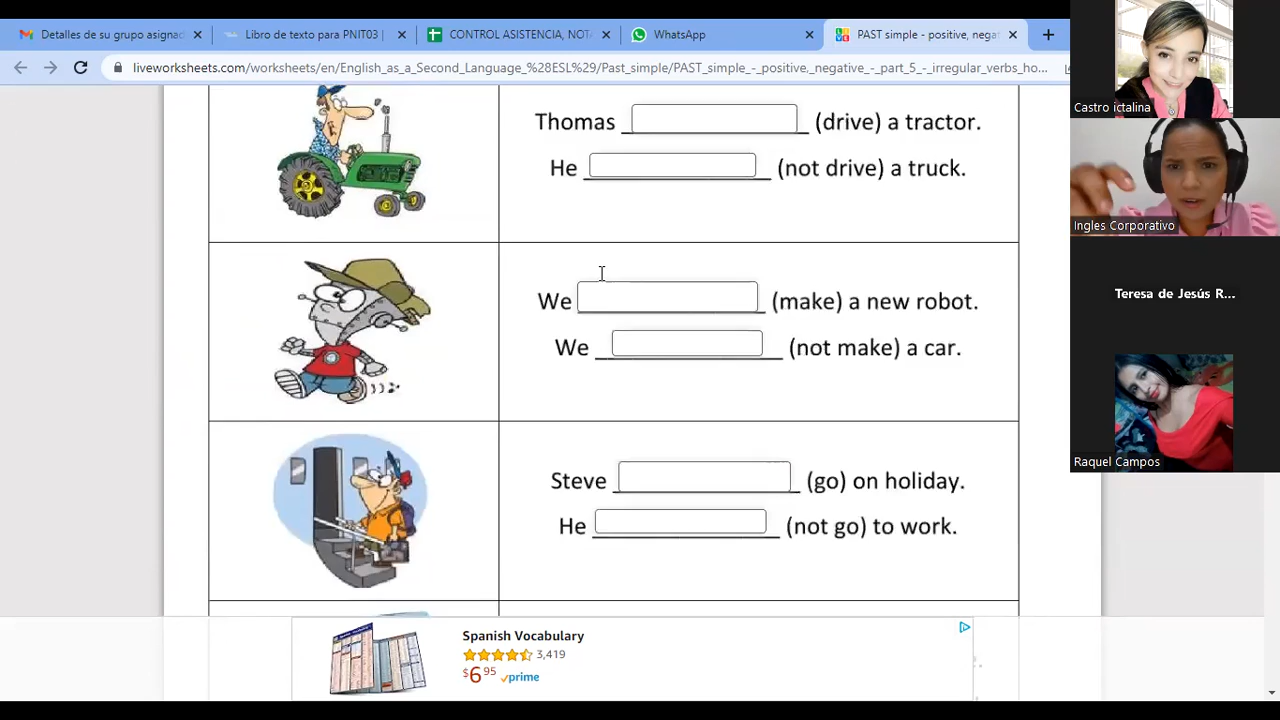 Detalles de su grupo asignac
Libro de texto para PNIT03 |
CONTROL ASISTENCIA, NOTA
WhatsApp
PAST simple - positive, negat
liveworksheets.com/worksheets/en/English_as_a_Second_Language_%28ESL%29/Past_simple/PAST_simple_-_positive,_negative_-_part_5_-_irregular_verbs_ho...
Castro ictalina
Thomas (drive) a tractor.
He (not drive) a truck.
Ingles Corporativo
We (make) a new robot.
We (not make) a car.
Teresa de Jesús R...
Raquel Campos
Steve (go) on holiday.
He (not go) to work.
Spanish Vocabulary
3,419
$6 95
prime